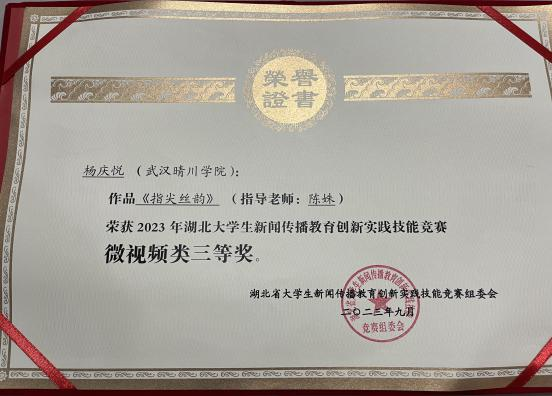 榮譽
證書
杨庆悦（武汉晴川学院）：
作品《指尖丝韵》（指导老师：陈姝）
荣获2023年湖北大学生新闻传播教育创新实践技能竞赛
微视频类三等奖。
湖北省大学生新闻传播教育创新实践技能竞赛组委会
二〇二三年九月
竞赛组委会